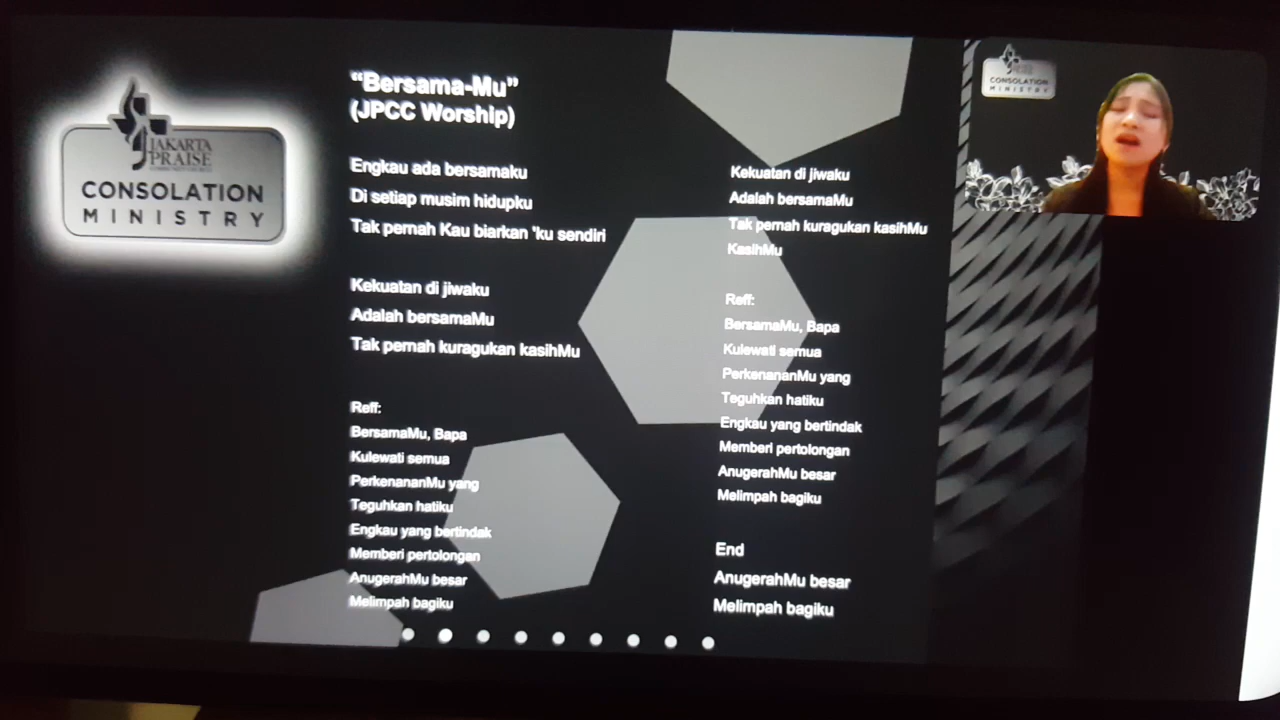 JAKARTA
PRAISE
CONSOLATION
MINISTRY
“Bersama-Mu”
(JPCC Worship)
Engkau ada bersamaku
Di setiap musim hidupku
Tak pernah Kau biarkan 'ku sendiri
Kekuatan di jiwaku
Adalah bersamaMu
Tak pernah kuragukan kasihMu
Reff:
BersamaMu, Bapa
Kulewati semua
PerkenananMu yang
Teguhkan hatiku
Engkau yang bertindak
Memberi pertolongan
AnugerahMu besar
Melimpah bagiku
Kekuatan di jiwaku
Adalah bersamaMu
Tak pernah kuragukan kasihMu
KasihMu
Reff:
BersamaMu, Bapa
Kulewati semua
PerkenananMu yang
Teguhkan hatiku
Engkau yang bertindak
Memberi pertolongan
AnugerahMu besar
Melimpah bagiku
End
AnugerahMu besar
Melimpah bagiku
CONSOLATION
MINISTRY